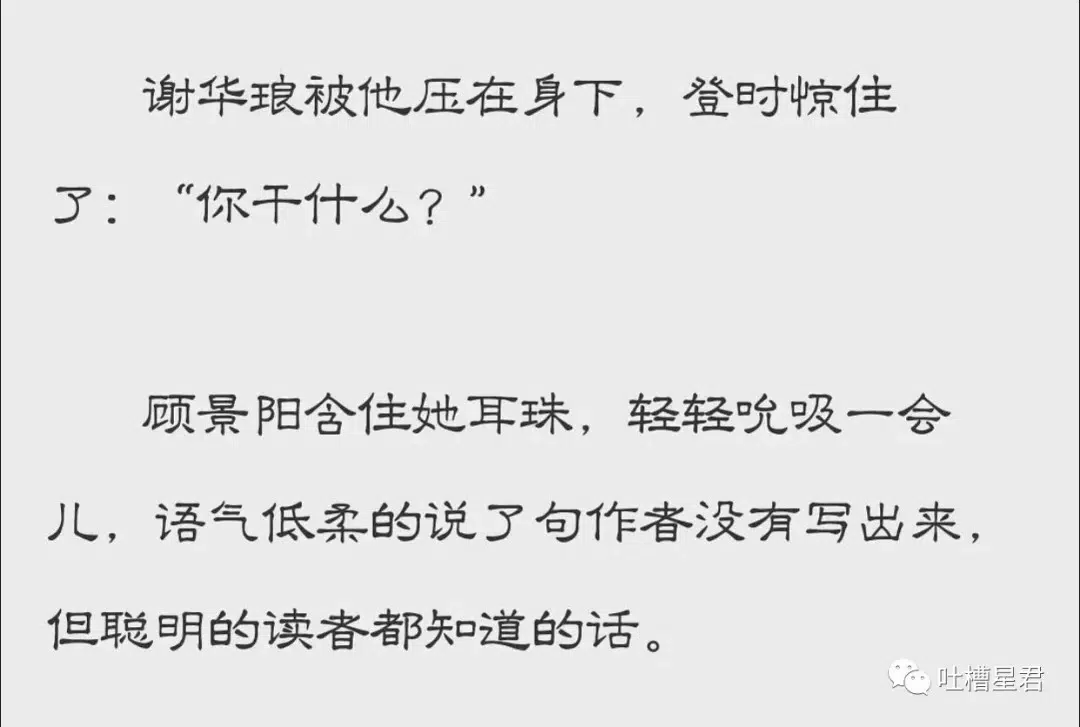 谢华琅被他压在身下，登时惊住
了：“你干什么？”
顾景阳含住她耳珠，轻轻吮吸一会
儿，语气低柔的说了句作者没有写出来，
但聪明的读者都知道的话。
吐槽星君